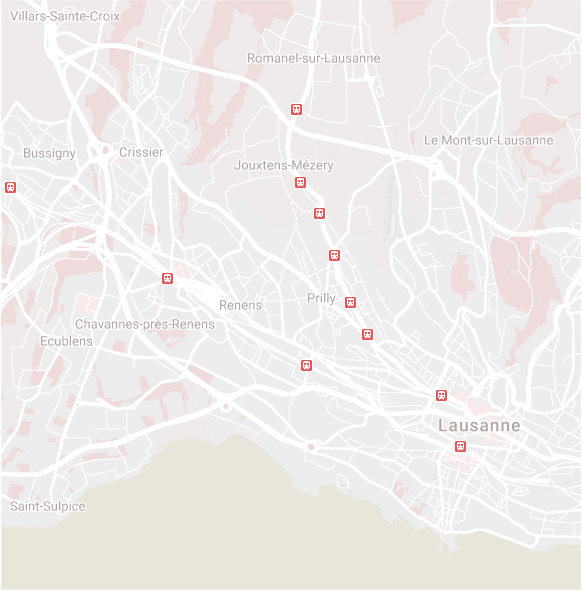 Villars-Sainte-Croix
Romanel-sur-Lausanne
Le Mont-sur-Lausanne
Bussigny
Crissier
Jouxtens-Mézery
Prilly
Renens
Chavannes-près-Renens
Ecublens
Lausanne
Saint-Sulpice